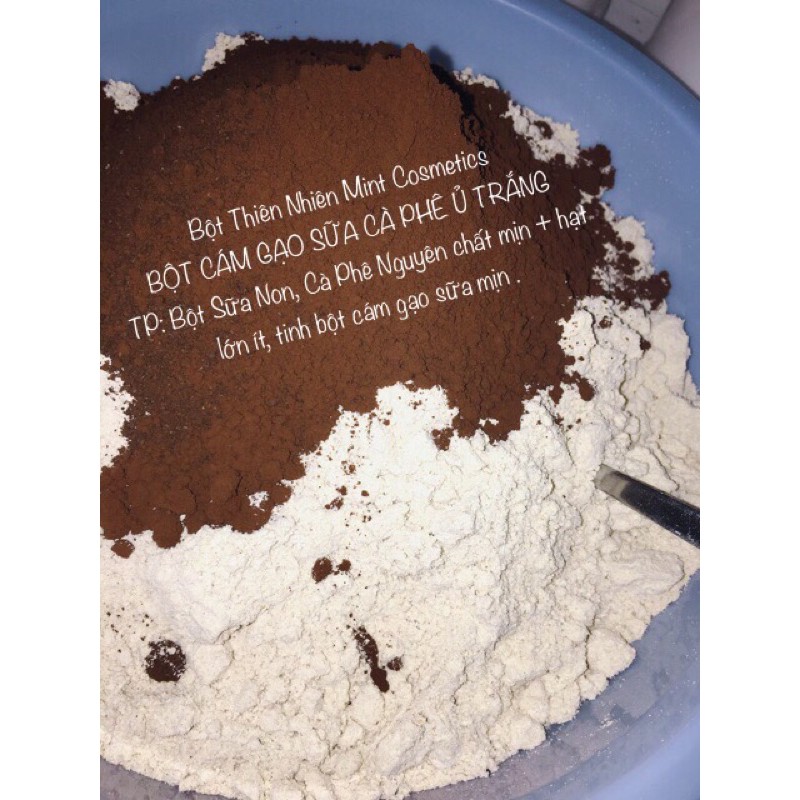 Bột Thiên Nhiên Mint Cosmetics
BỘT CÁM GẠO SỮA CÀ PHÊ Ủ TRẮNG
TP: Bột Sữa Non, Cà Phê Nguyên chất mịn + hạt
lớn ít, tinh bột cám gạo sữa mịn .